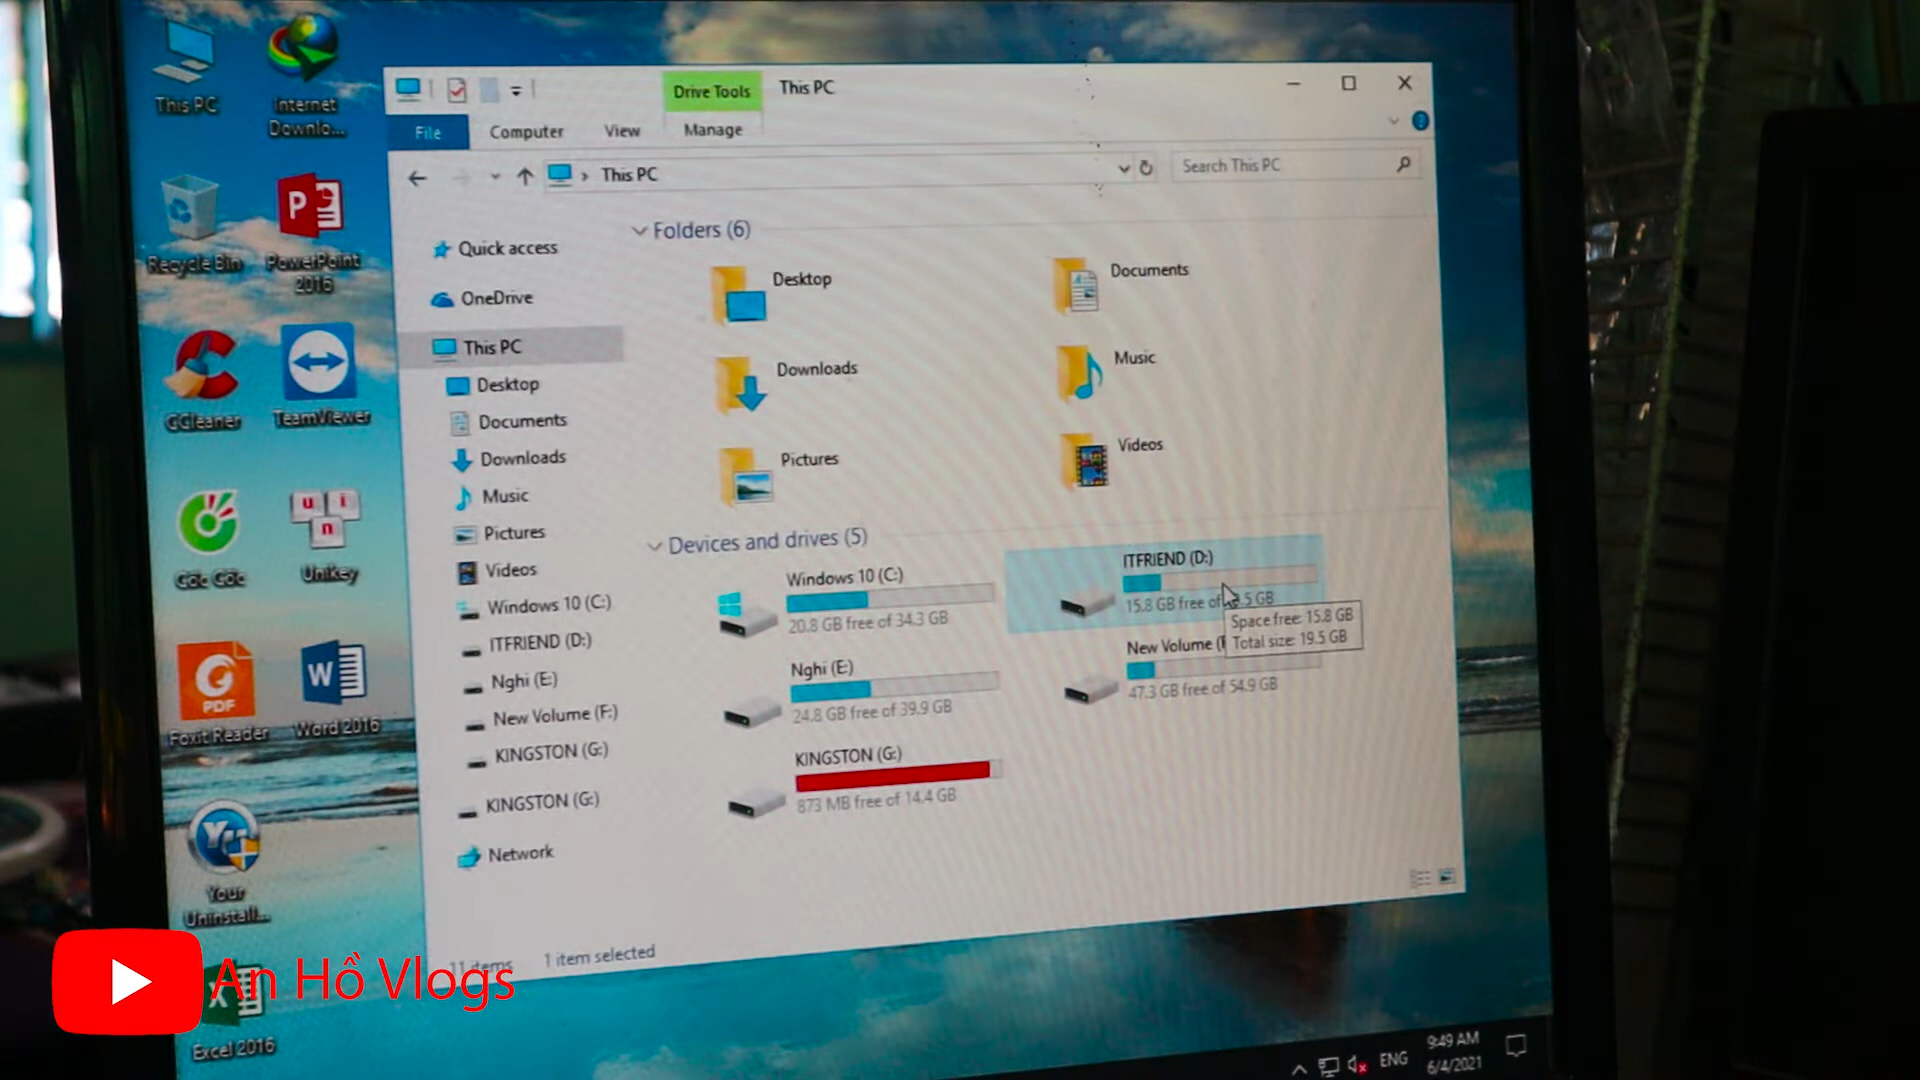 This PC
Internet
Downlo...
Recycle Bin
PowerPoint
2016
CCleaner
TeamViewer
Cốc Cốc
u i
n
UniKey
PDF
Foxit Reader
Word 2016
Your
Uninstall...
Excel 2016
Drive Tools
This PC
File
Computer
View
Manage
This PC
Search This PC
Quick access
OneDrive
This PC
Desktop
Documents
Downloads
Music
Pictures
Videos
Windows 10 (C:)
ITFRIEND (D:)
Nghi (E:)
New Volume (F:)
KINGSTON (G:)
KINGSTON (G:)
Network
Folders (6)
Desktop
Documents
Downloads
Music
Pictures
Videos
Devices and drives (5)
Windows 10 (C:)
20.8 GB free of 34.3 GB
ITFRIEND (D:)
15.8 GB free of .5 GB
Space free: 15.8 GB
Total size: 19.5 GB
Nghi (E:)
24.8 GB free of 39.9 GB
New Volume (
47.3 GB free of 54.9 GB
KINGSTON (G:)
873 MB free of 14.4 GB
11 items
1 item selected
An Hồ Vlogs
ENG
9:49 AM
6/4/2021